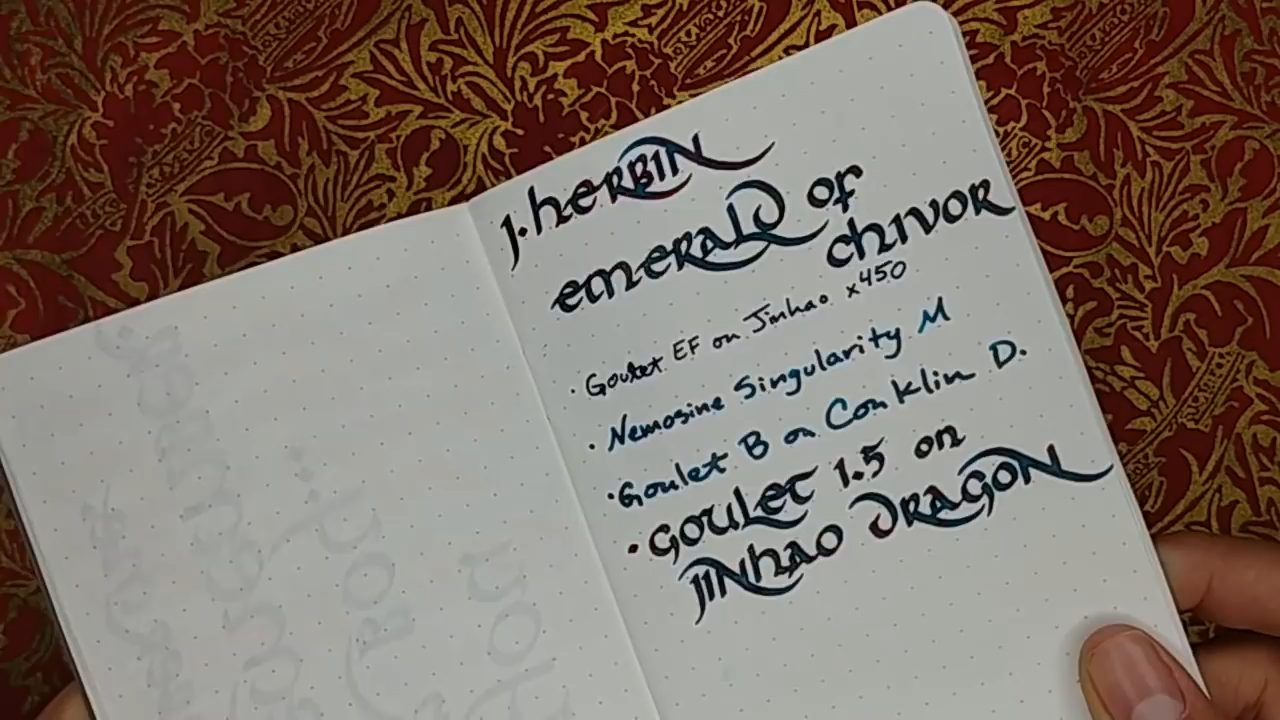 J. herBIN
emerald of
chivor
· Goulet EF on Jinhao x450
· Nemosine Singularity M
· Goulet B on Conklin D.
· GOULET 1.5 on
JINhao DRAGON